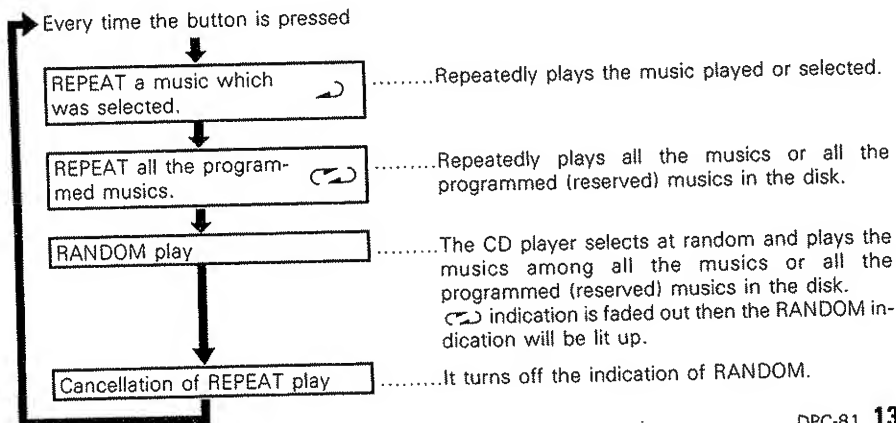 Every time the button is pressed
REPEAT a music which
was selected.
.........Repeatedly plays the music played or selected.
REPEAT all the program-
med musics.
.........Repeatedly plays all the musics or all the
programmed (reserved) musics in the disk.
RANDOM play
.........The CD player selects at random and plays the
musics among all the musics or all the
programmed (reserved) musics in the disk.
indication is faded out then the RANDOM in-
dication will be lit up.
Cancellation of REPEAT play
.........It turns off the indication of RANDOM.
DPC-81 13